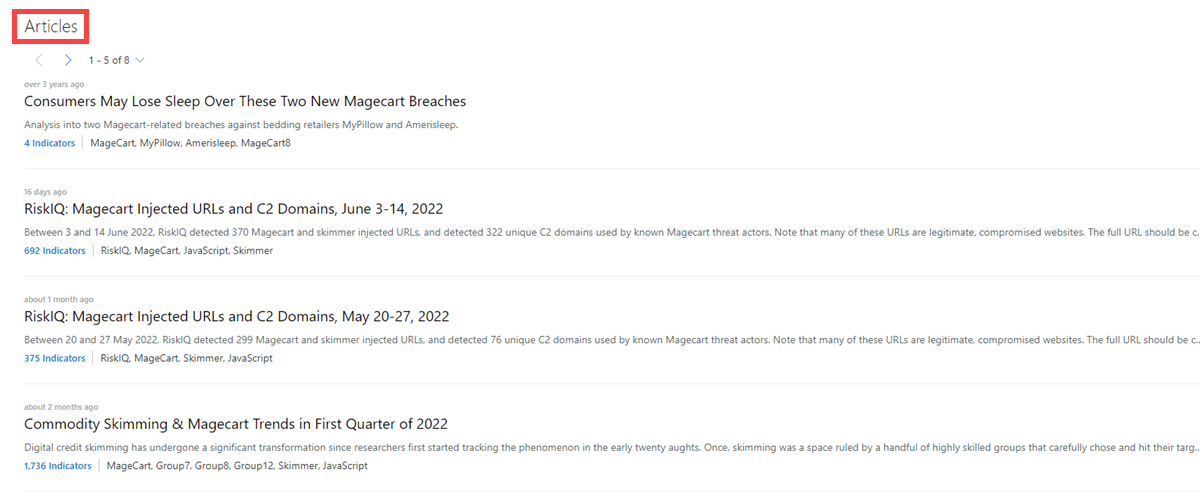 Articles
1 - 5 of 8
over 3 years ago
Consumers May Lose Sleep Over These Two New Magecart Breaches
Analysis into two Magecart-related breaches against bedding retailers MyPillow and Amerisleep.
4 Indicators MageCart, MyPillow, Amerisleep, MageCart8
16 days ago
RiskIQ: Magecart Injected URLs and C2 Domains, June 3-14, 2022
Between 3 and 14 June 2022, RiskIQ detected 370 Magecart and skimmer injected URLs, and detected 322 unique C2 domains used by known Magecart threat actors. Note that many of these URLs are legitimate, compromised websites. The full URL should be c...
692 Indicators RiskIQ, MageCart, JavaScript, Skimmer
about 1 month ago
RiskIQ: Magecart Injected URLs and C2 Domains, May 20-27, 2022
Between 20 and 27 May 2022, RiskIQ detected 299 Magecart and skimmer injected URLs, and detected 76 unique C2 domains used by known Magecart threat actors. Note that many of these URLs are legitimate, compromised websites. The full URL should be c...
375 Indicators RiskIQ, MageCart, Skimmer, JavaScript
about 2 months ago
Commodity Skimming & Magecart Trends in First Quarter of 2022
Digital credit skimming has undergone a significant transformation since researchers first started tracking the phenomenon in the early twenty aughts. Once, skimming was a space ruled by a handful of highly skilled groups that carefully chose and hit their targ...
1,736 Indicators MageCart, Group7, Group8, Group12, Skimmer, JavaScript